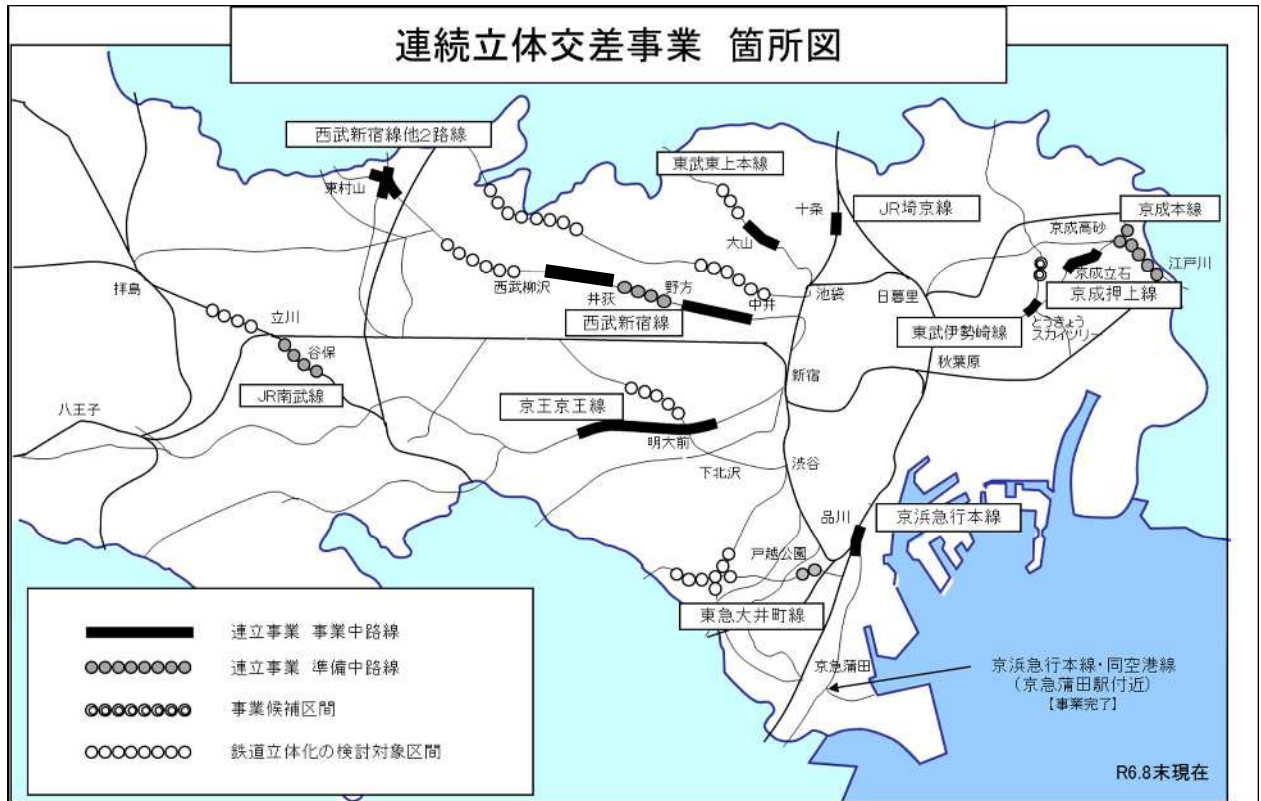 連続立体交差事業 箇所図
西武新宿線他2路線
東武東上本線
東村山
十条
JR埼京線
京成本線
大山
京成高砂
京成立石
江戸川
拝島
西武柳沢
井荻
野方
中井
池袋
日暮里
京成押上線
立川
西武新宿線
東武伊勢崎線
とうきょう
スカイツリー
谷保
新宿
秋葉原
JR南武線
八王子
京王京王線
明大前
下北沢
渋谷
品川
京浜急行本線
戸越公園
東急大井町線
京急蒲田
京浜急行本線・同空港線
(京急蒲田駅付近)
【事業完了】
連立事業 事業中路線
連立事業 準備中路線
事業候補区間
鉄道立体化の検討対象区間
R6.8末現在